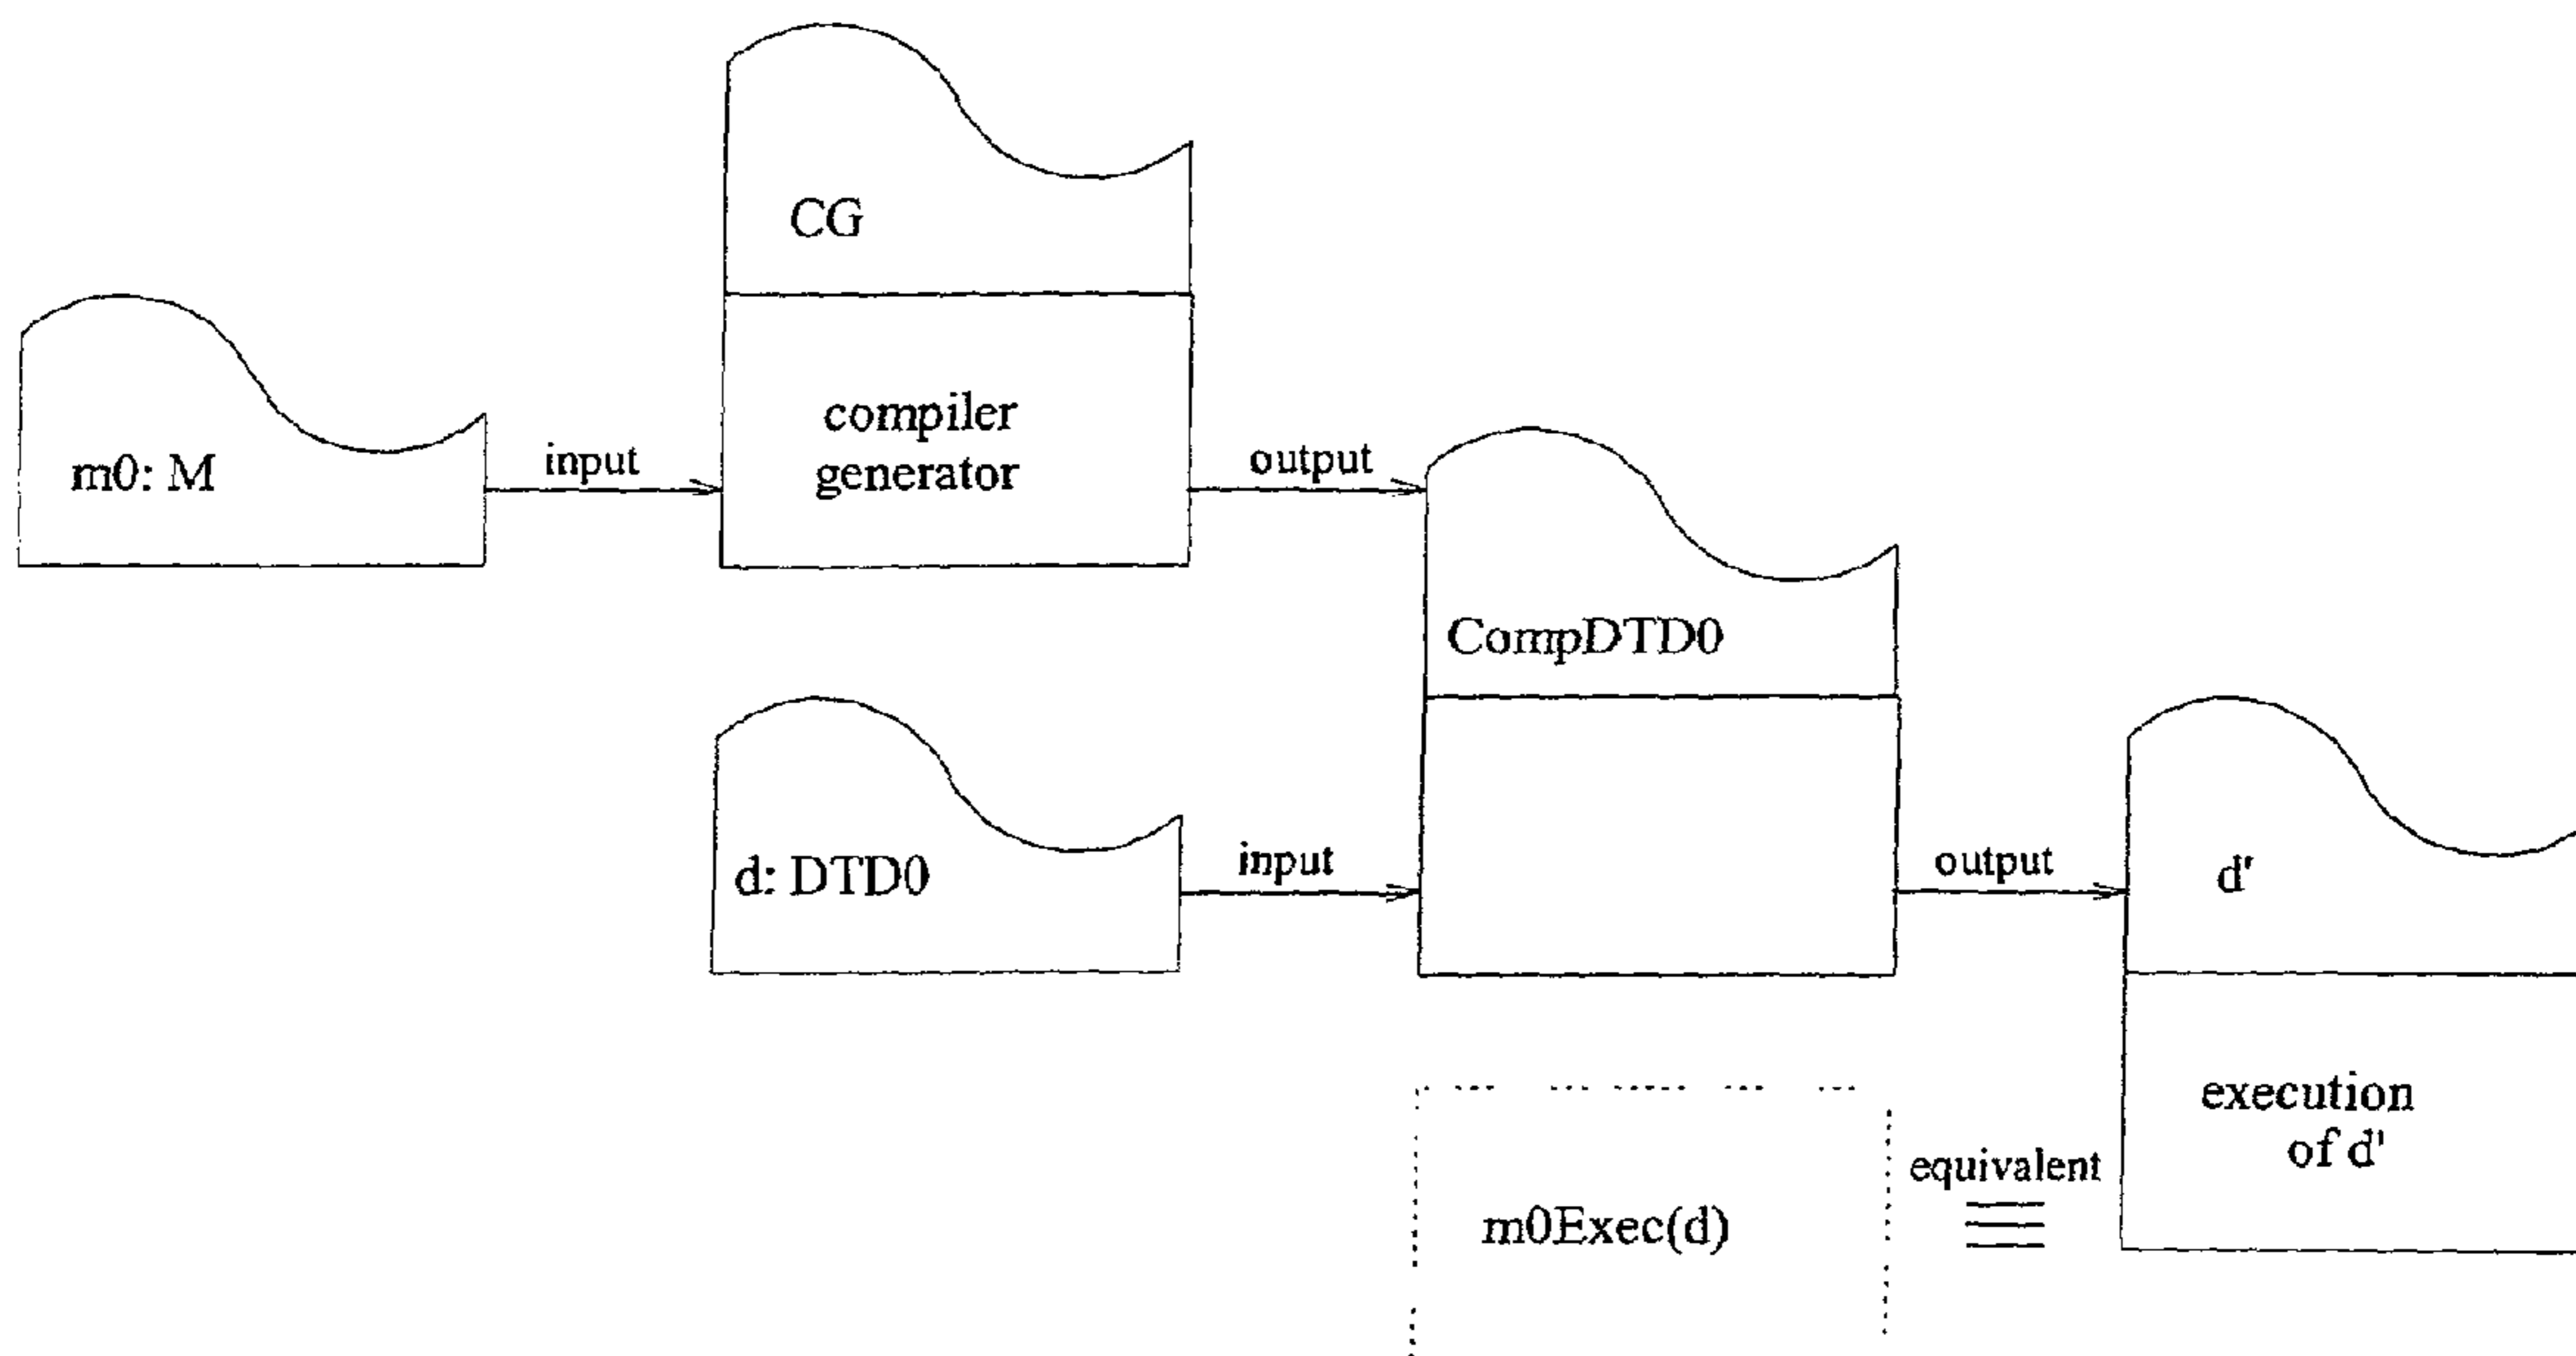 CG
compiler
generator
m0: M
input
output
CompDTD0
d: DTD0
input
output
d'
execution
of d'
equivalent
m0Exec(d)